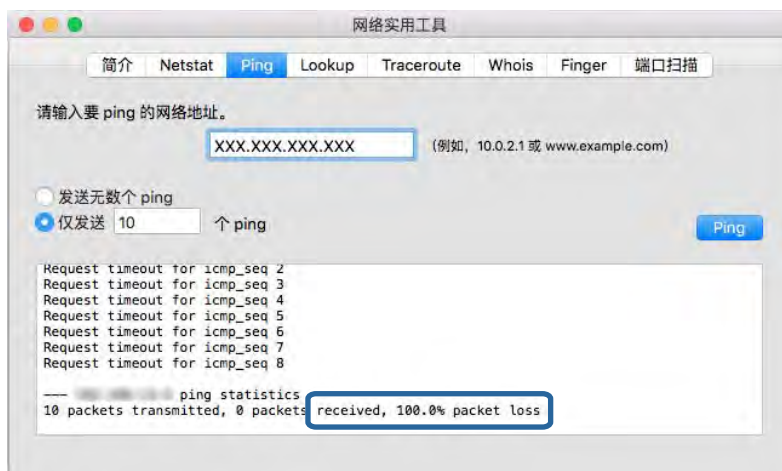 网络实用工具
简介 Netstat Ping Lookup Traceroute Whois Finger 端口扫描
请输入要 ping 的网络地址。
XXX.XXX.XXX.XXX (例如，10.0.2.1 或 www.example.com)
发送无数个 ping
仅发送 10 个 ping
Ping
Request timeout for icmp_seq 2
Request timeout for icmp_seq 3
Request timeout for icmp_seq 4
Request timeout for icmp_seq 5
Request timeout for icmp_seq 6
Request timeout for icmp_seq 7
Request timeout for icmp_seq 8
--- ping statistics
10 packets transmitted, 0 packets received, 100.0% packet loss